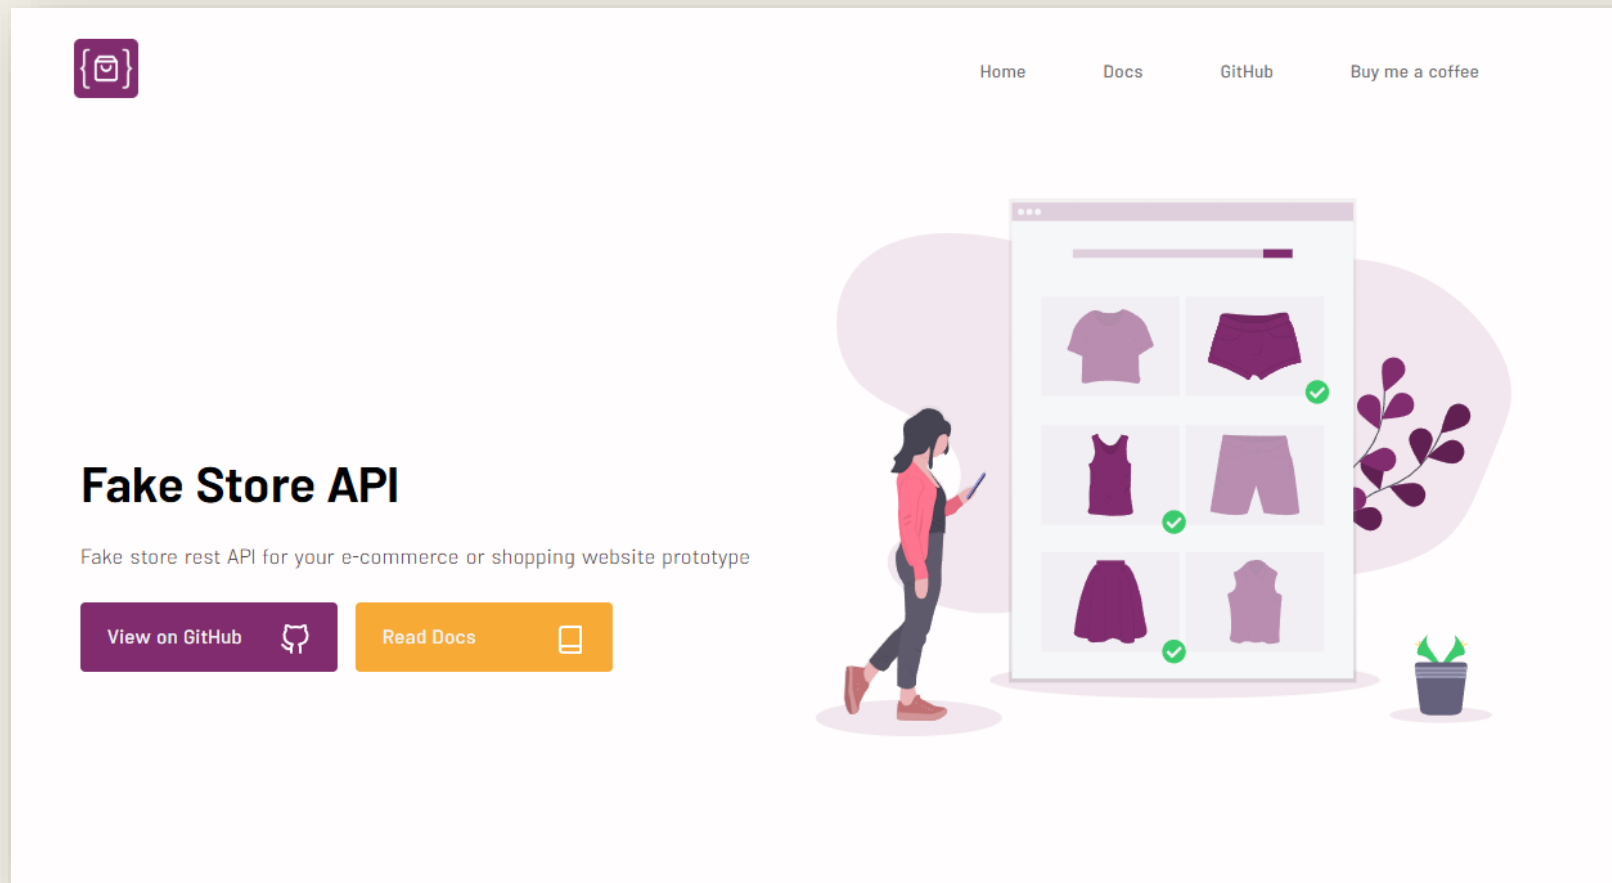 Home Docs GitHub Buy me a coffee
Fake Store API
Fake store rest API for your e-commerce or shopping website prototype
View on GitHub Read Docs